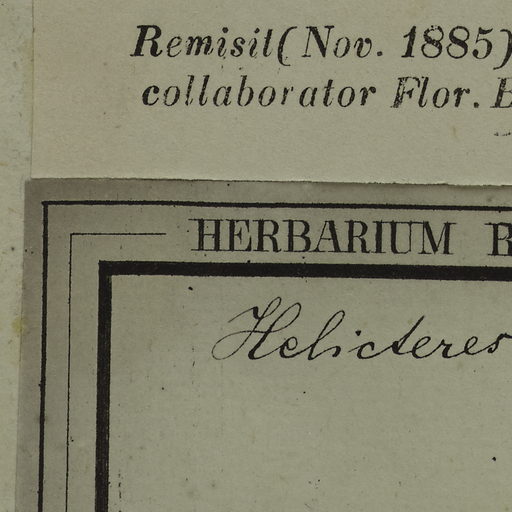 Remisit (Nov. 1885)
collaborator Flor.
HERBARIUM
Helicteres